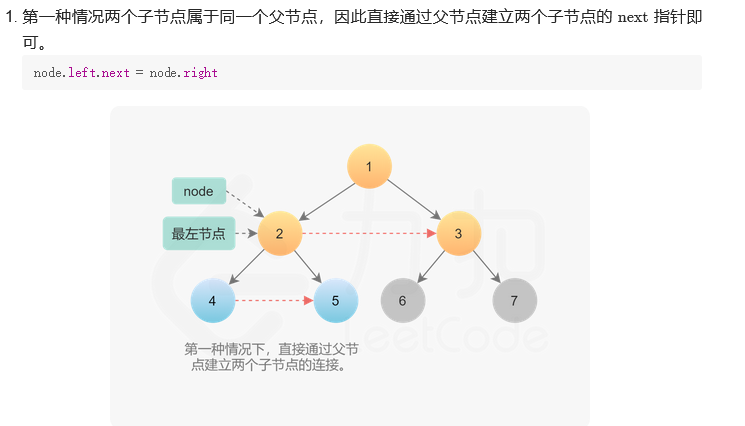 1. 第一种情况两个子节点属于同一个父节点，因此直接通过父节点建立两个子节点的 next 指针即
可。
node.left.next = node.right
1
node
2
3
最左节点
4
5
6
7
第一种情况下，直接通过父节
点建立两个子节点的连接。
力扣
LeetCode